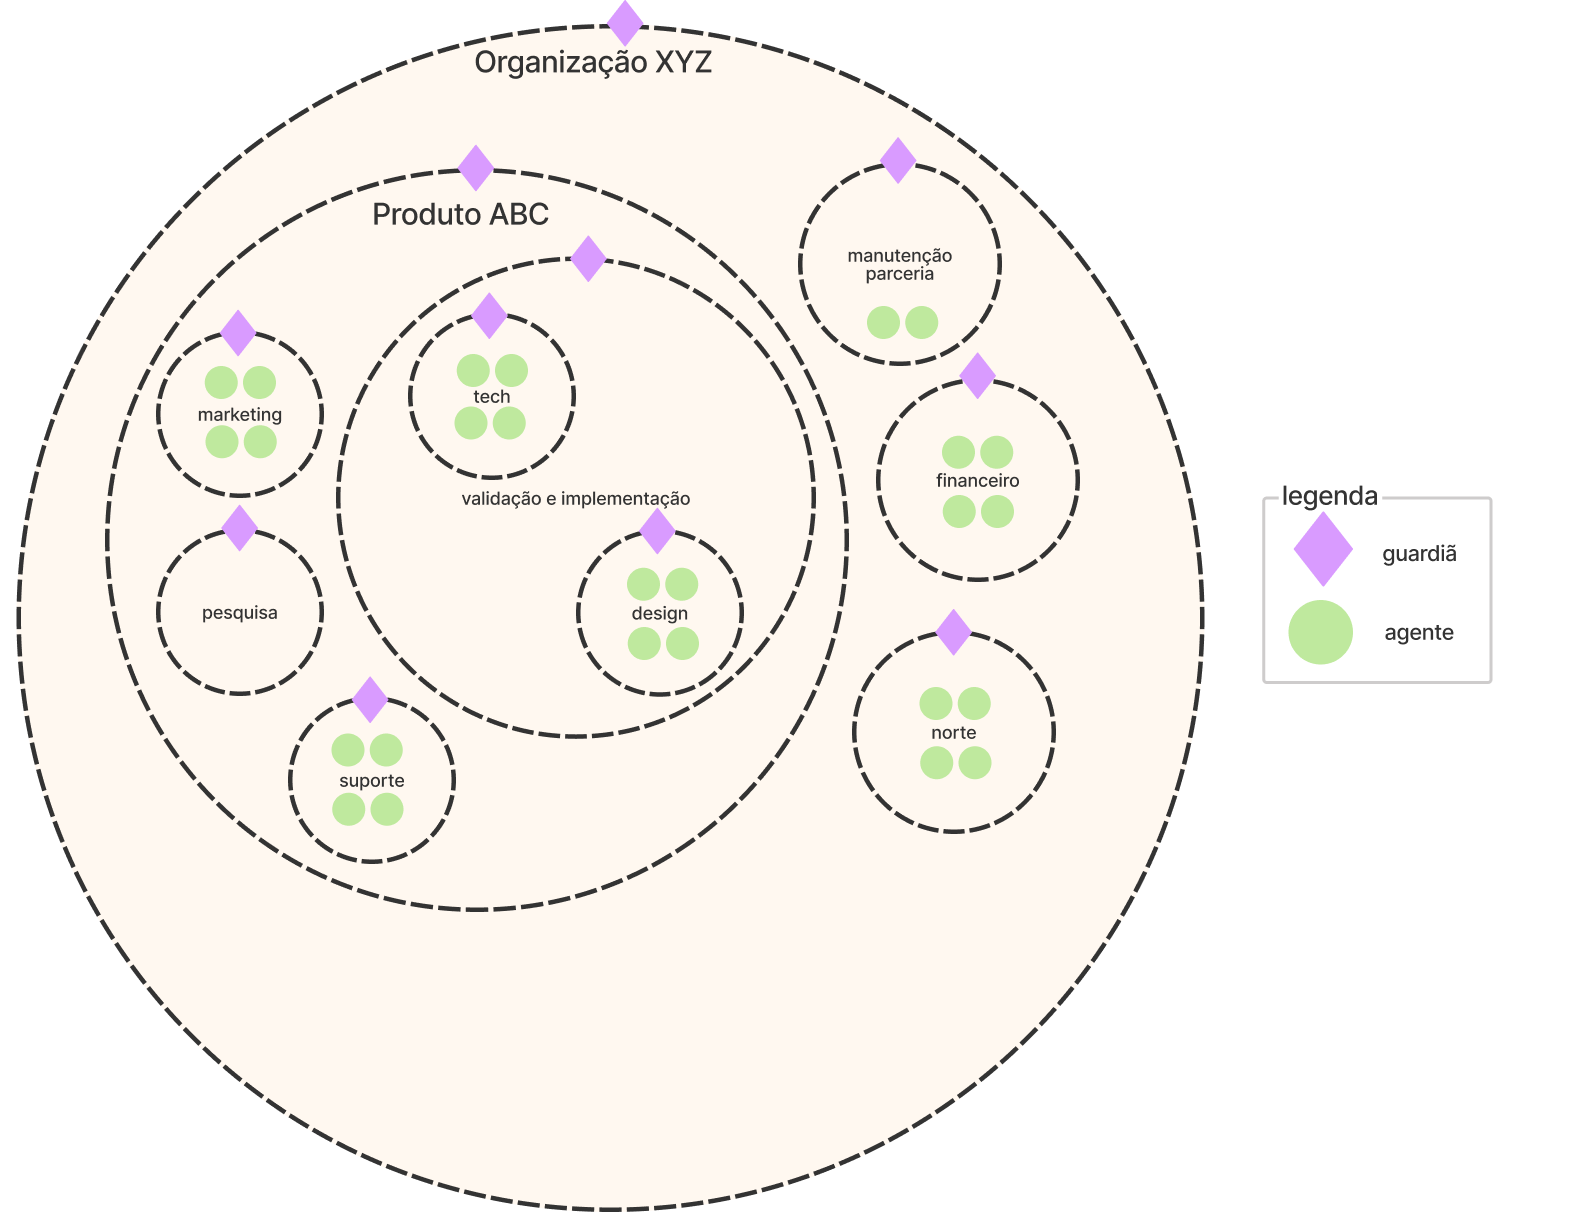 Organização XYZ
Produto ABC
manutenção
parceria
marketing
tech
financeiro
validação e implementação
pesquisa
design
suporte
norte
legenda
guardiã
agente